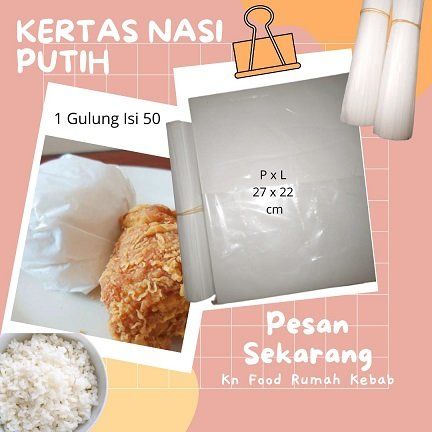 KERTAS NASI
PUTIH
1 Gulung Isi 50
P x L
27 x 22
cm
Pesan
Sekarang
Kn Food Rumah Kebab